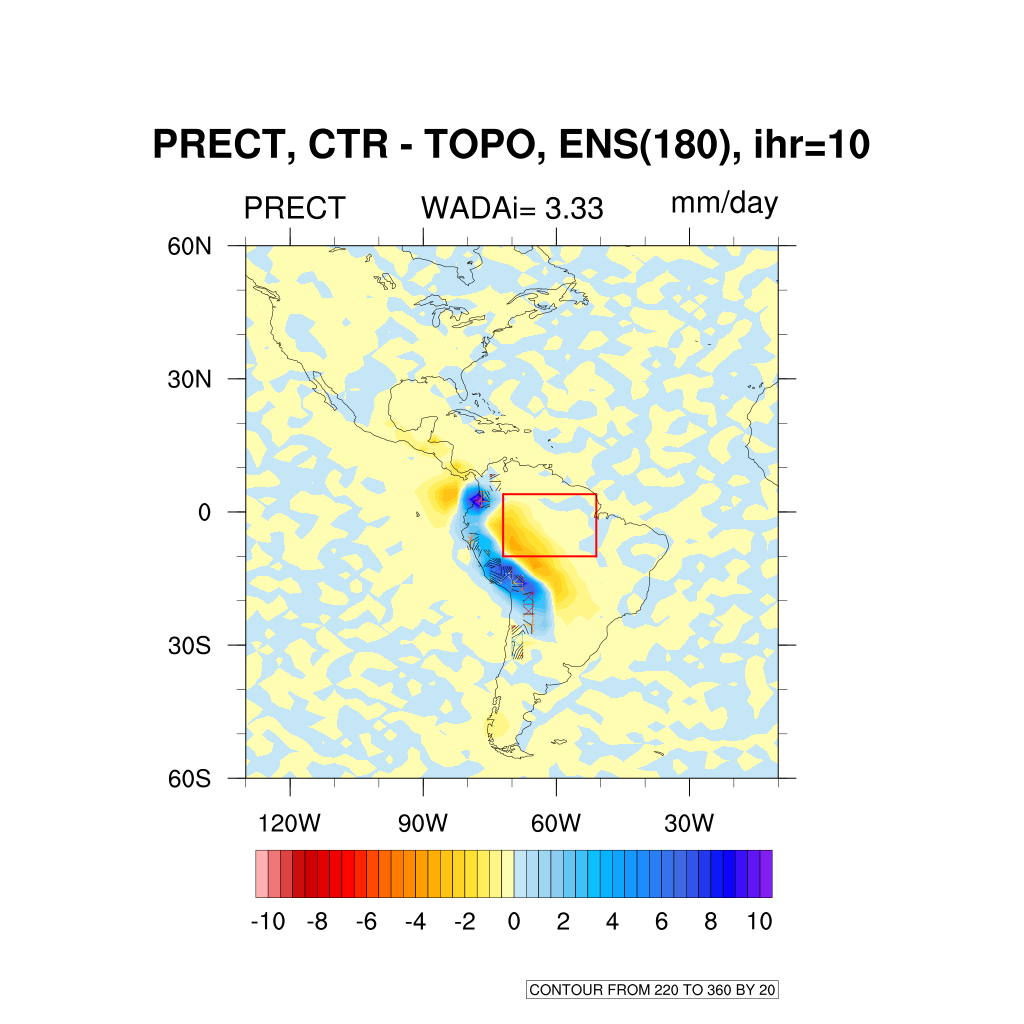 PRECT, CTR - TOPO, ENS(180), ihr=10
PRECT WADAi= 3.33 mm/day
60N
30N
0
30S
60S
120W 90W 60W 30W
-10 -8 -6 -4 -2 0 2 4 6 8 10
CONTOUR FROM 220 TO 360 BY 20